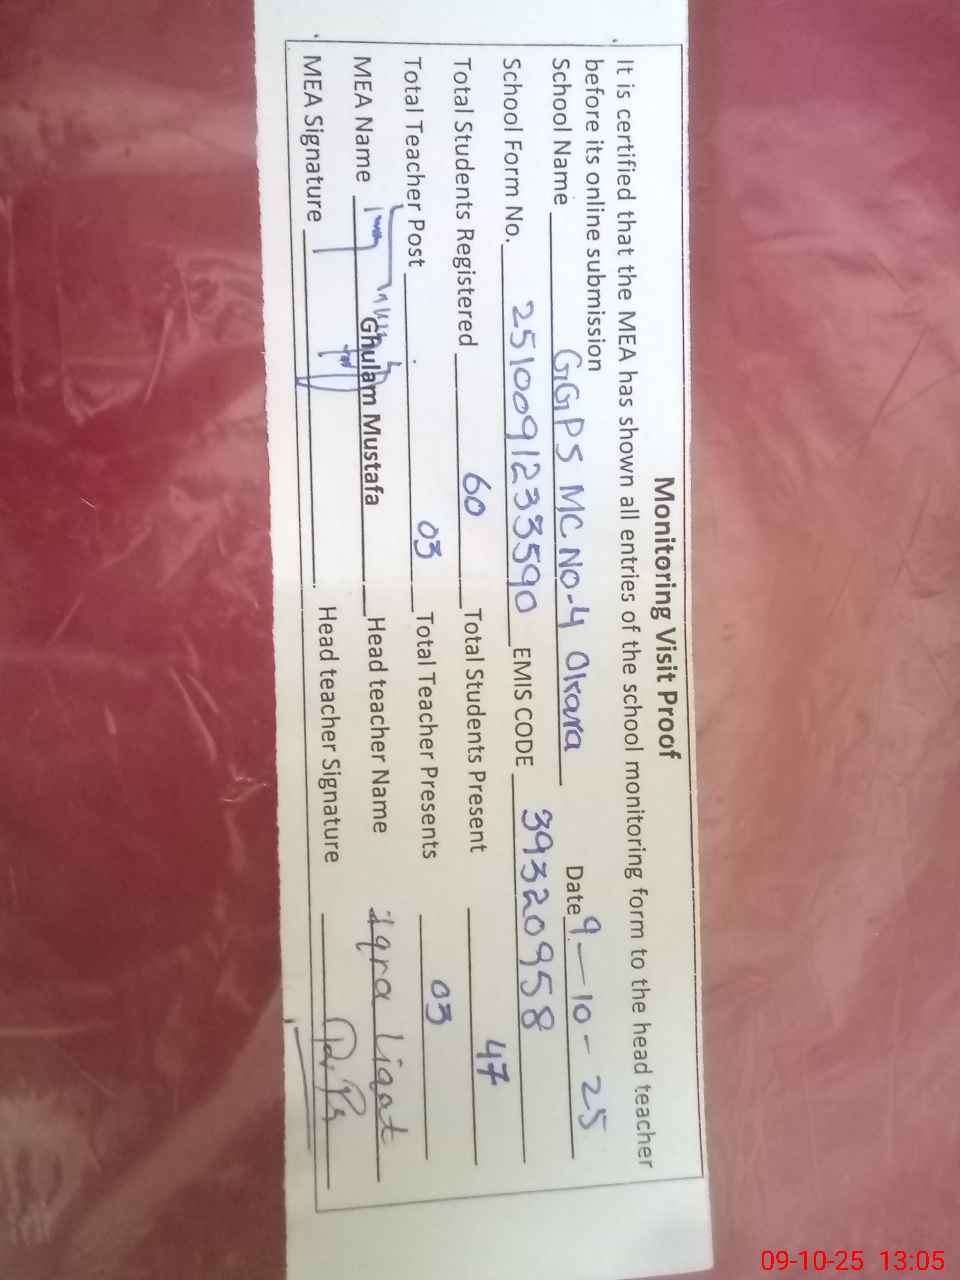 Monitoring Visit Proof
It is certified that the MEA has shown all entries of the school monitoring form to the head teacher
before its online submission
School Name GGPS MC NO-4 Okara Date 9-10-25
School Form No. 2510091233590 EMIS CODE 39320958
Total Students Registered 60 Total Students Present 47
Total Teacher Post 03 Total Teacher Presents 03
MEA Name Ghulam Mustafa Head teacher Name iqra liqat
MEA Signature Head teacher Signature
09-10-25 13:05